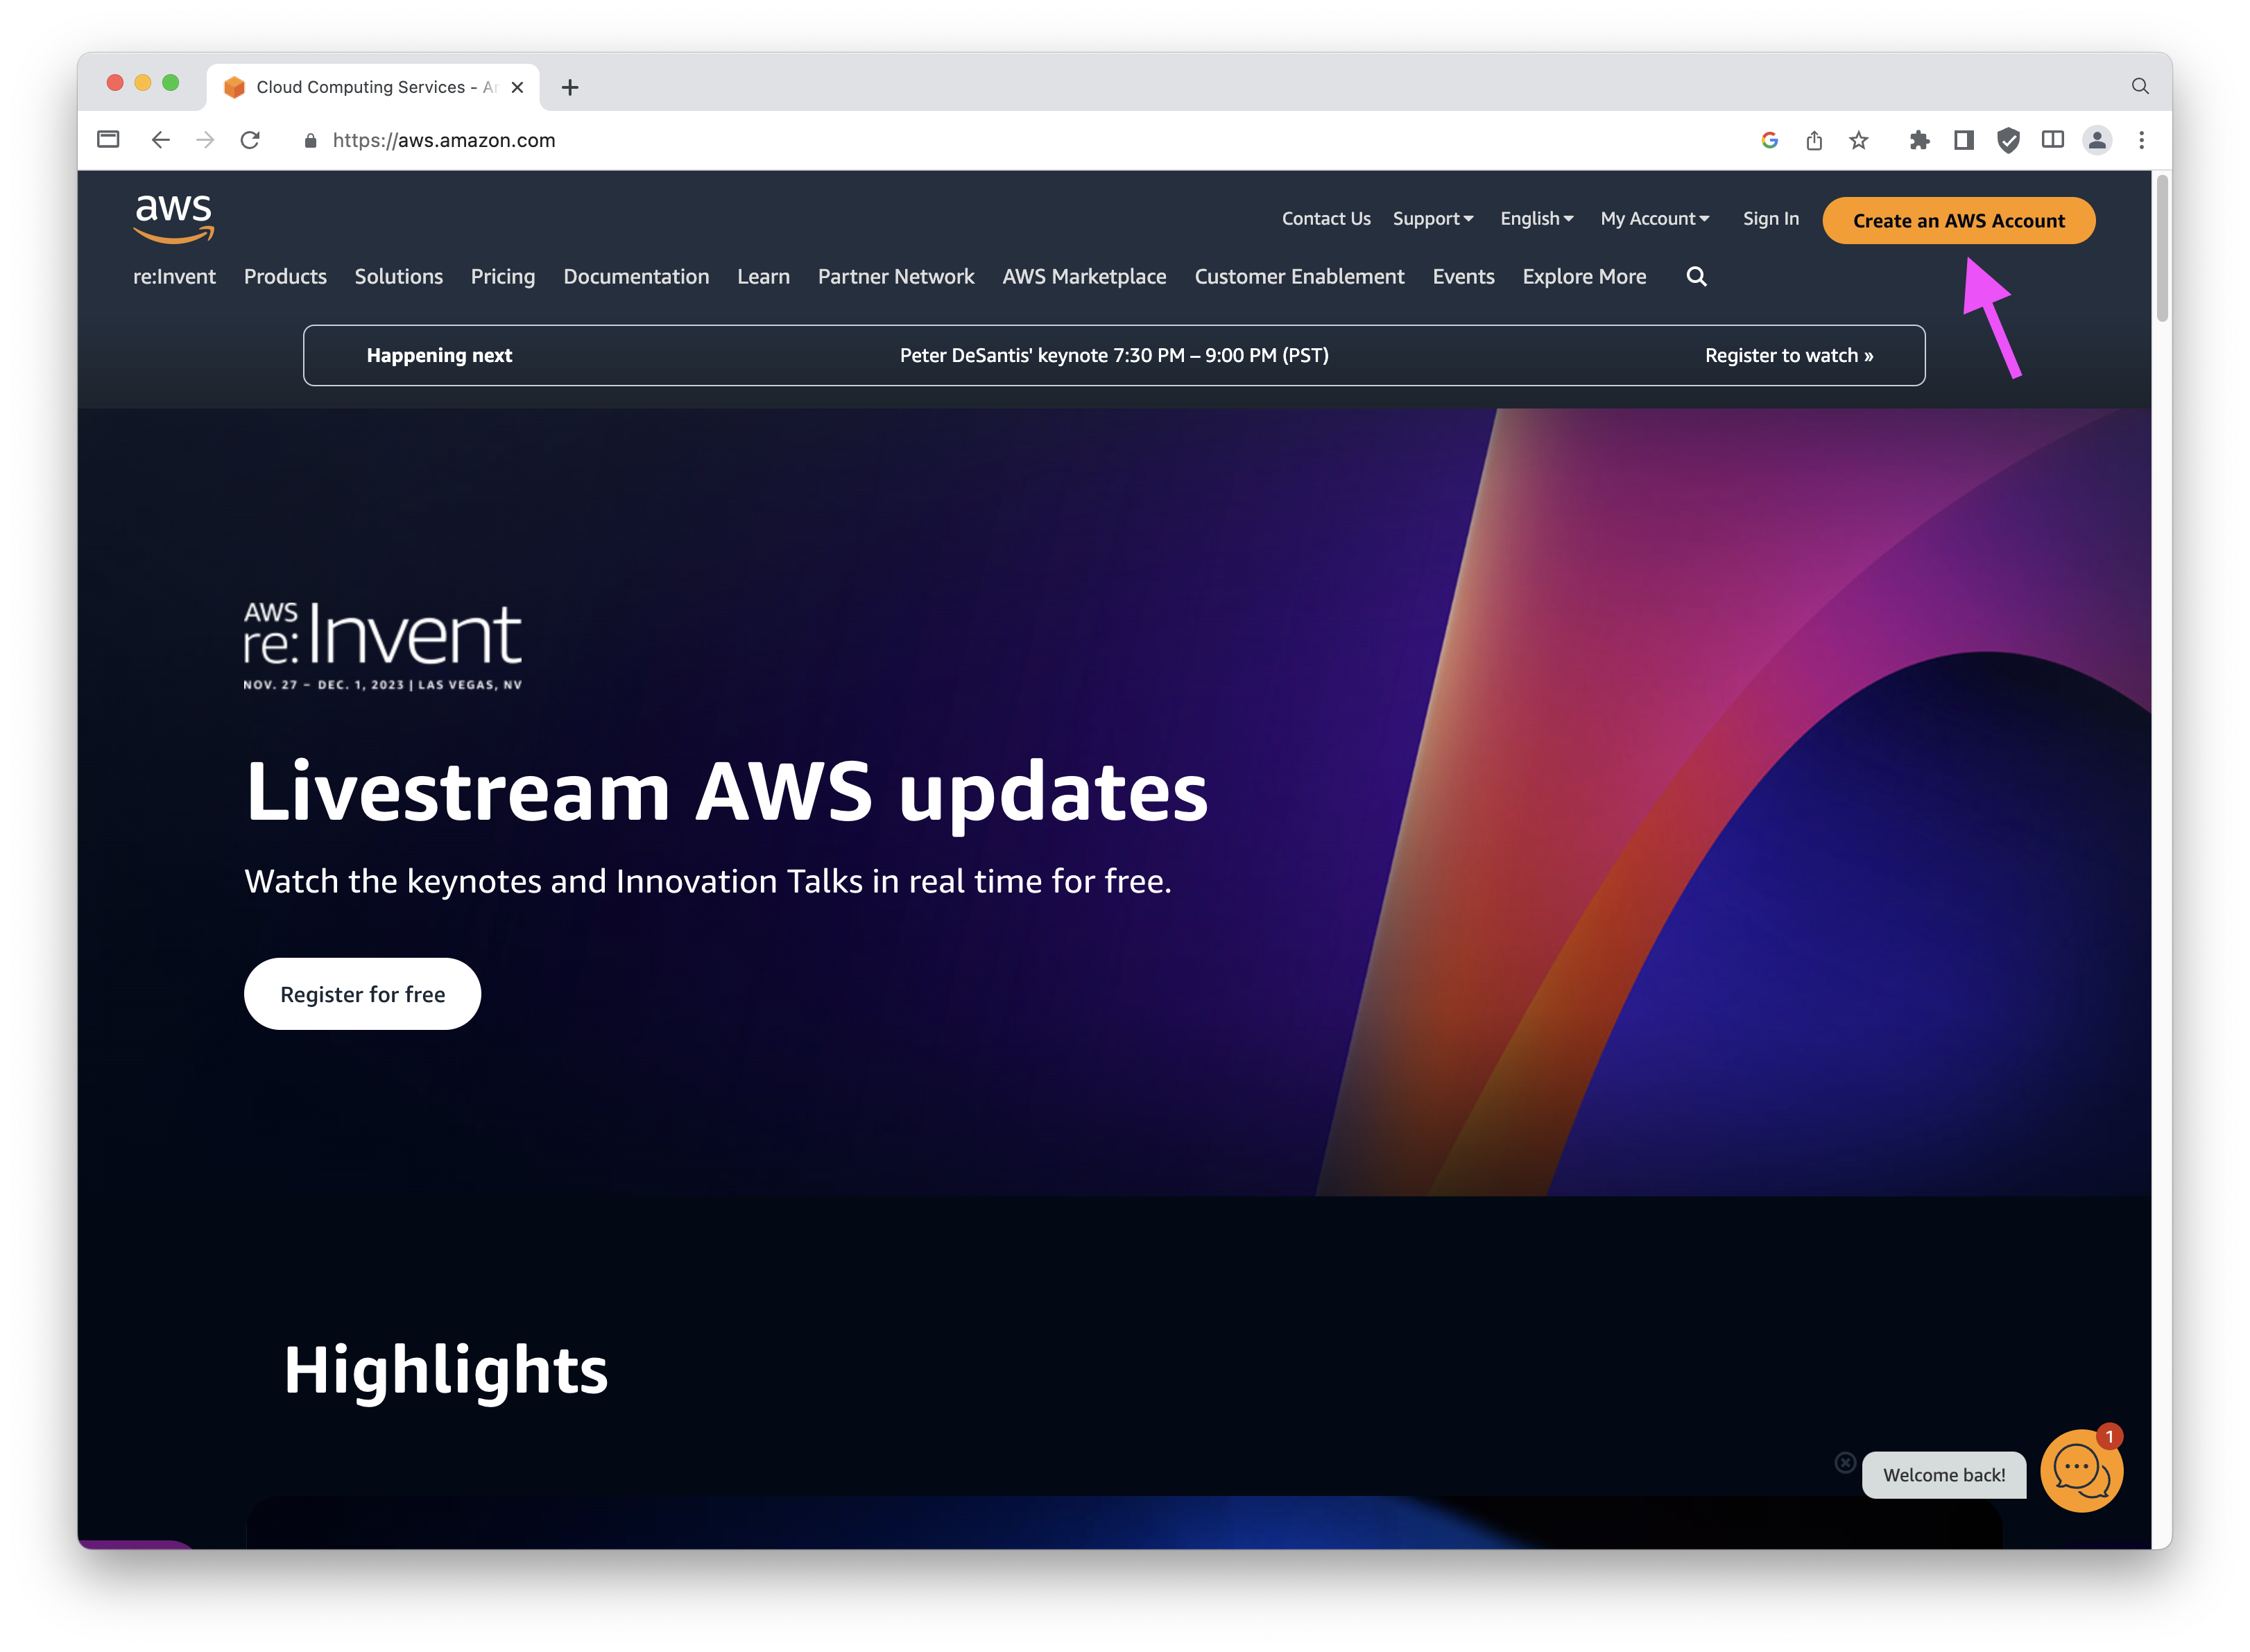 Cloud Computing Services - Ar
https://aws.amazon.com
aws
Contact Us Support English My Account Sign In Create an AWS Account
re:Invent Products Solutions Pricing Documentation Learn Partner Network AWS Marketplace Customer Enablement Events Explore More
Happening next Peter DeSantis' keynote 7:30 PM – 9:00 PM (PST) Register to watch »
AWS
re:Invent
NOV. 27 – DEC. 1, 2023 | LAS VEGAS, NV
Livestream AWS updates
Watch the keynotes and Innovation Talks in real time for free.
Register for free
Highlights
1
Welcome back!